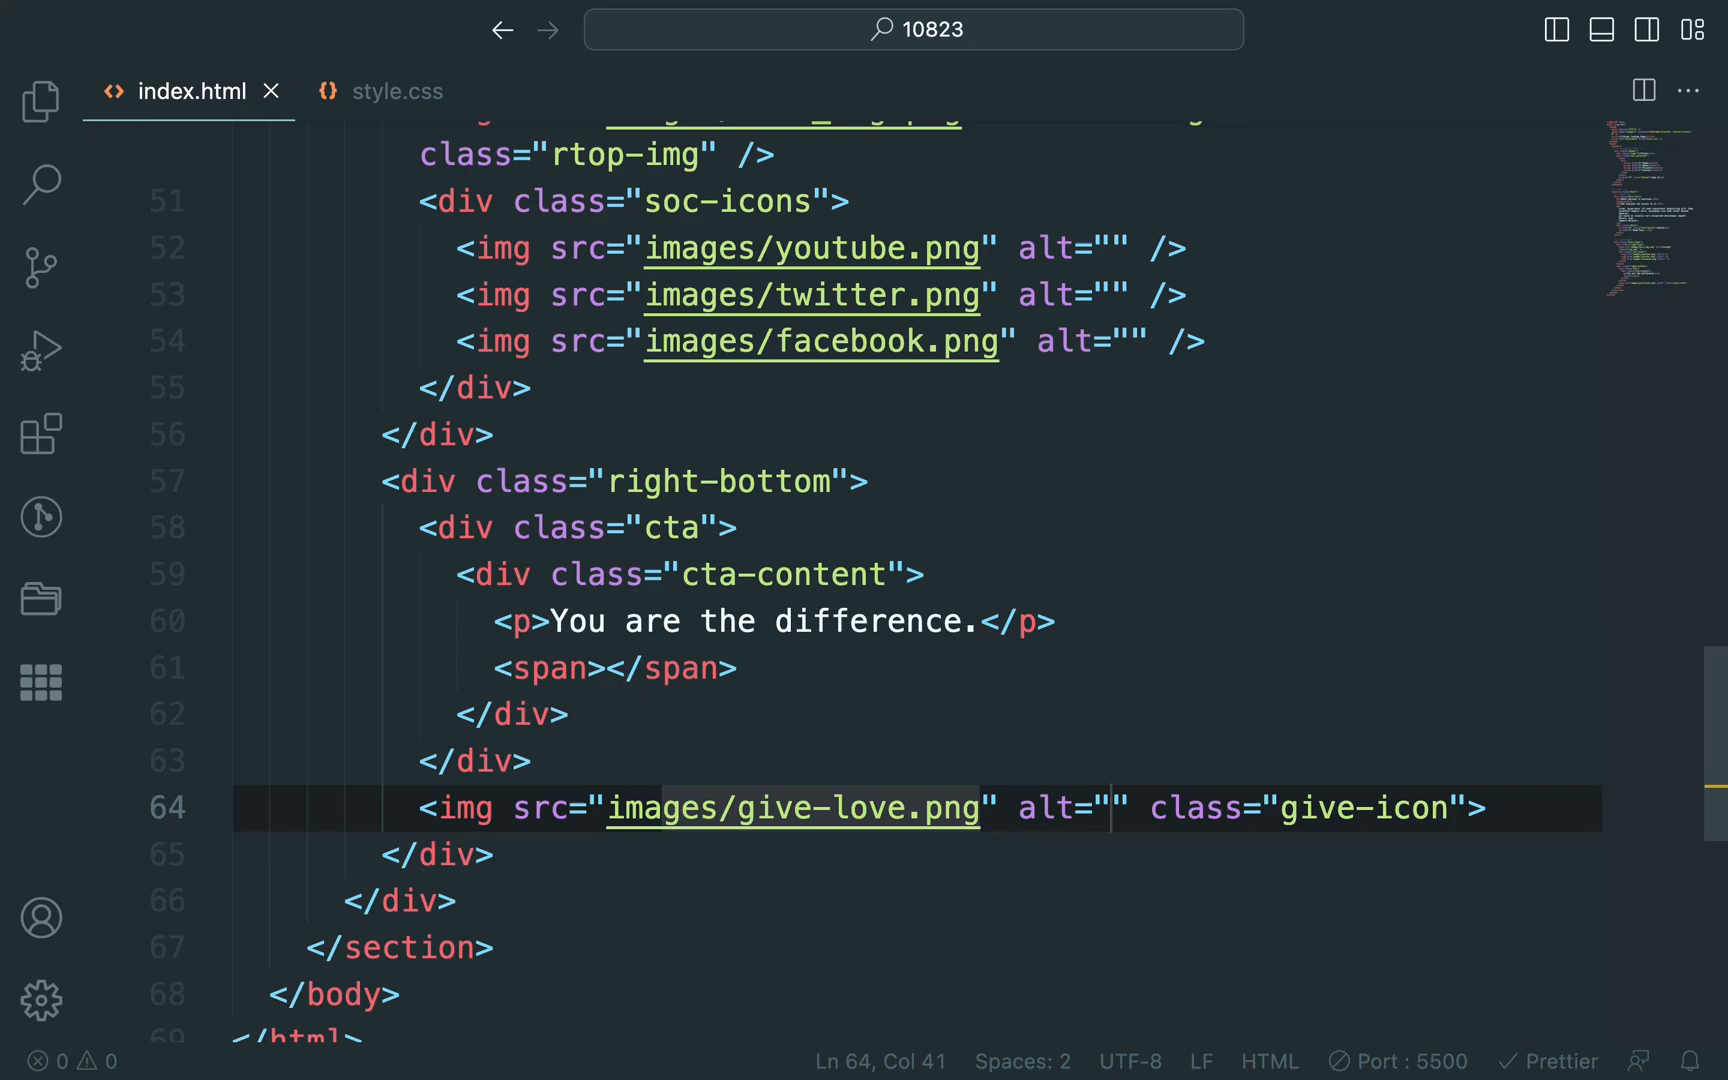 10823
index.html
style.css
class="rtop-img" />
51 <div class="soc-icons">
52 <img src="images/youtube.png" alt="" />
53 <img src="images/twitter.png" alt="" />
54 <img src="images/facebook.png" alt="" />
55 </div>
56 </div>
57 <div class="right-bottom">
58 <div class="cta">
59 <div class="cta-content">
60 <p>You are the difference.</p>
61 <span></span>
62 </div>
63 </div>
64 <img src="images/give-love.png" alt="" class="give-icon">
65 </div>
66 </div>
67 </section>
68 </body>
69 </html>
0 0 Ln 64, Col 41 Spaces: 2 UTF-8 LF HTML Port : 5500 Prettier